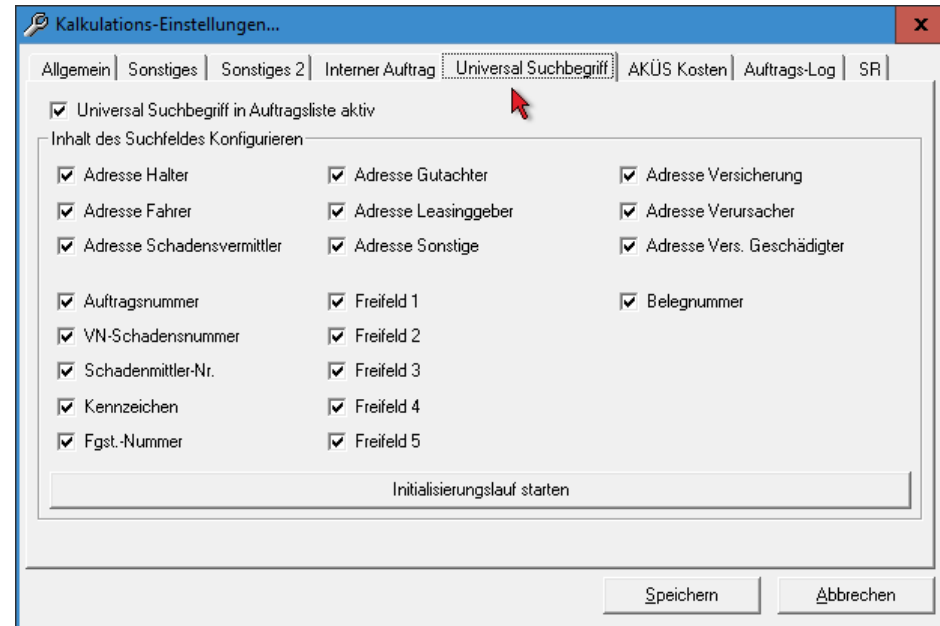 Kalkulations-Einstellungen...
Allgemein Sonstiges Sonstiges 2 Interner Auftrag Universal Suchbegriff AKÜS Kosten Auftrags-Log SR
Universal Suchbegriff in Auftragsliste aktiv
Inhalt des Suchfeldes Konfigurieren
Adresse Halter Adresse Gutachter Adresse Versicherung
Adresse Fahrer Adresse Leasinggeber Adresse Verursacher
Adresse Schadensvermittler Adresse Sonstige Adresse Vers. Geschädigter
Auftragsnummer Freifeld 1 Belegnummer
VN-Schadensnummer Freifeld 2
Schadenmittler-Nr. Freifeld 3
Kennzeichen Freifeld 4
Fgst.-Nummer Freifeld 5
Initialisierungslauf starten
Speichern Abbrechen